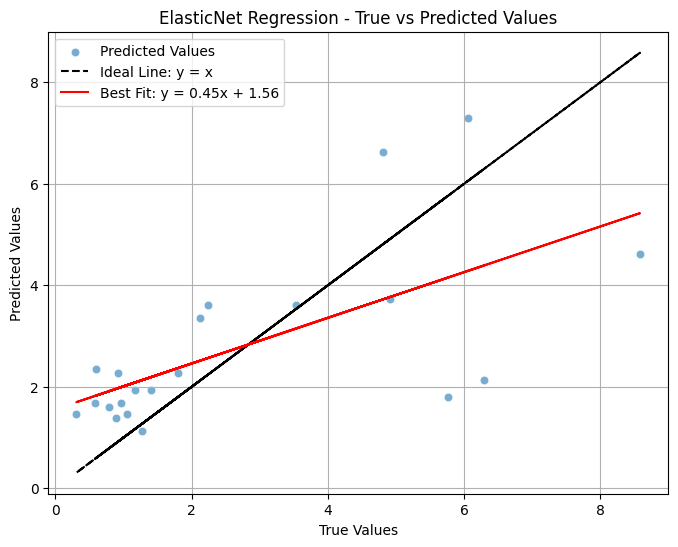 ElasticNet Regression - True vs Predicted Values
Predicted Values
Ideal Line: y = x
Best Fit: y = 0.45x + 1.56
8
6
4
2
0
Predicted Values
0 2 4 6 8
True Values